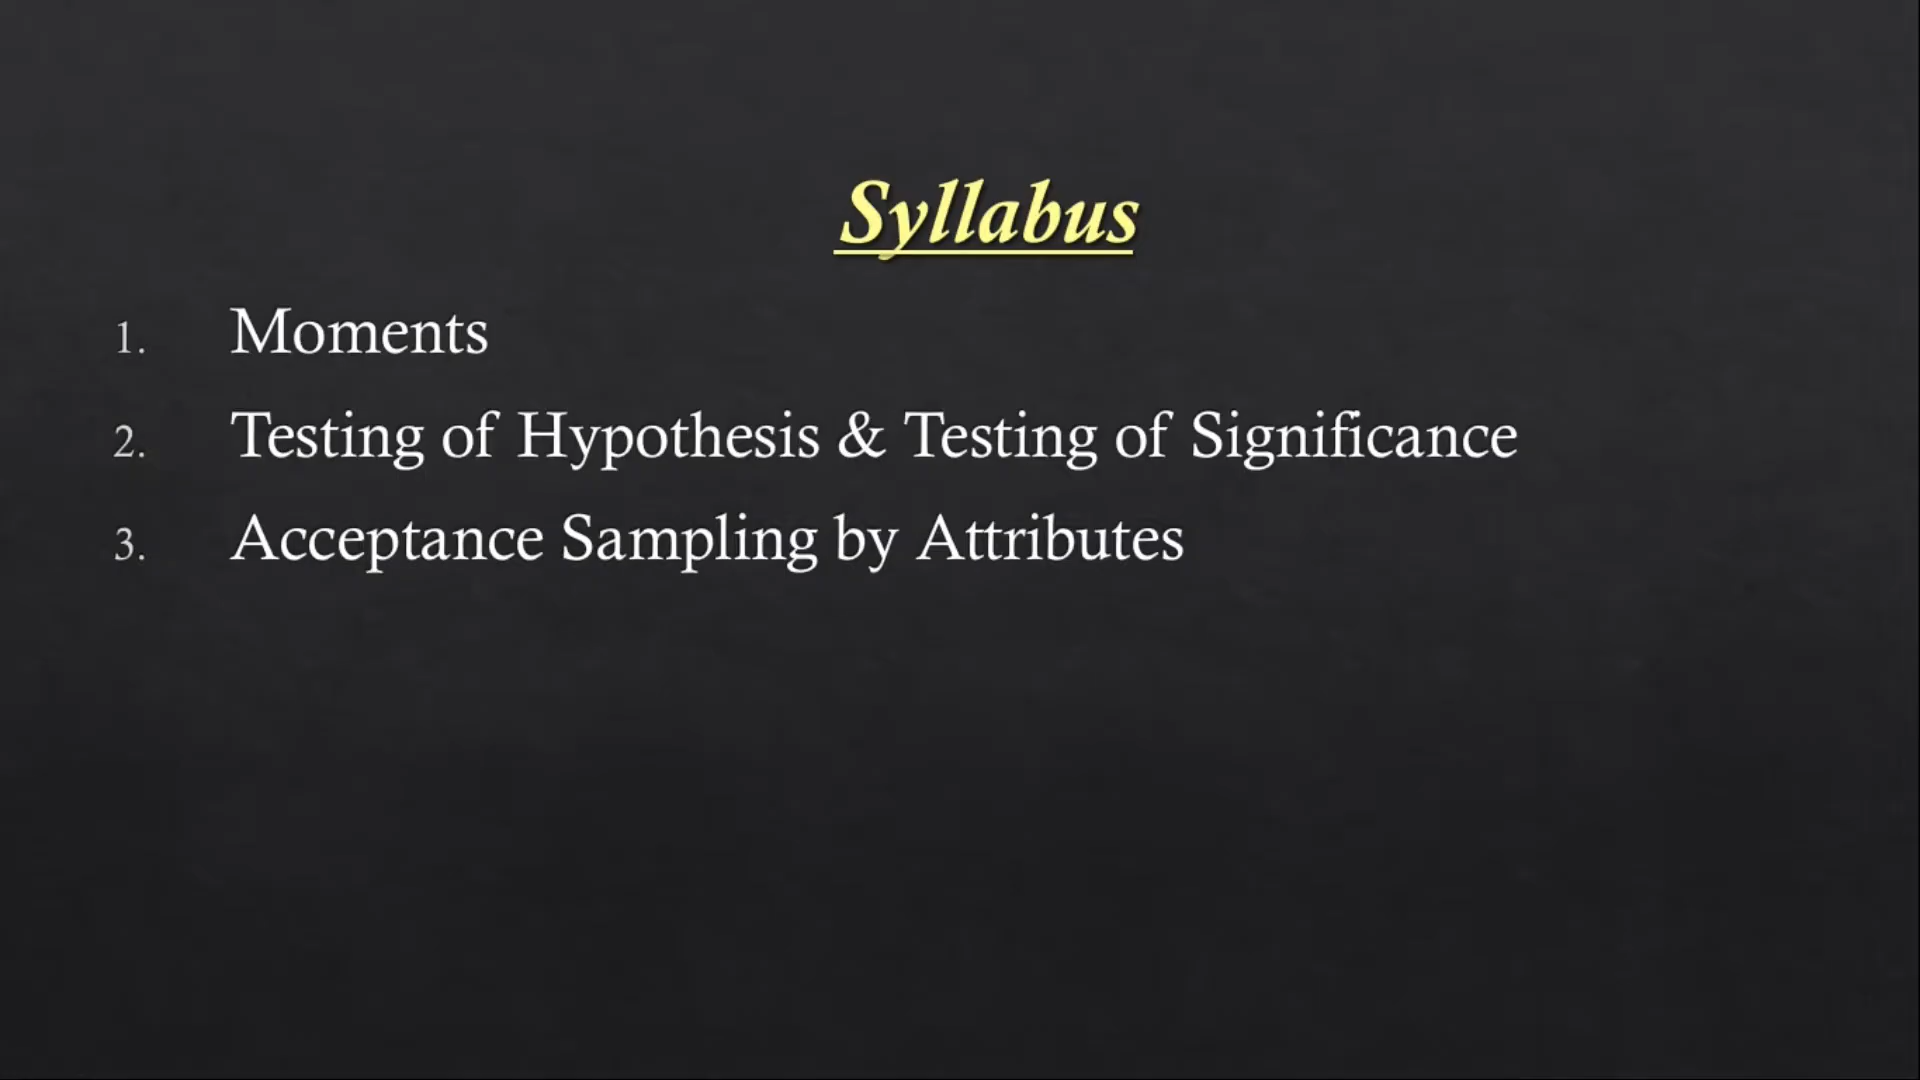 Syllabus
1. Moments
2. Testing of Hypothesis & Testing of Significance
3. Acceptance Sampling by Attributes